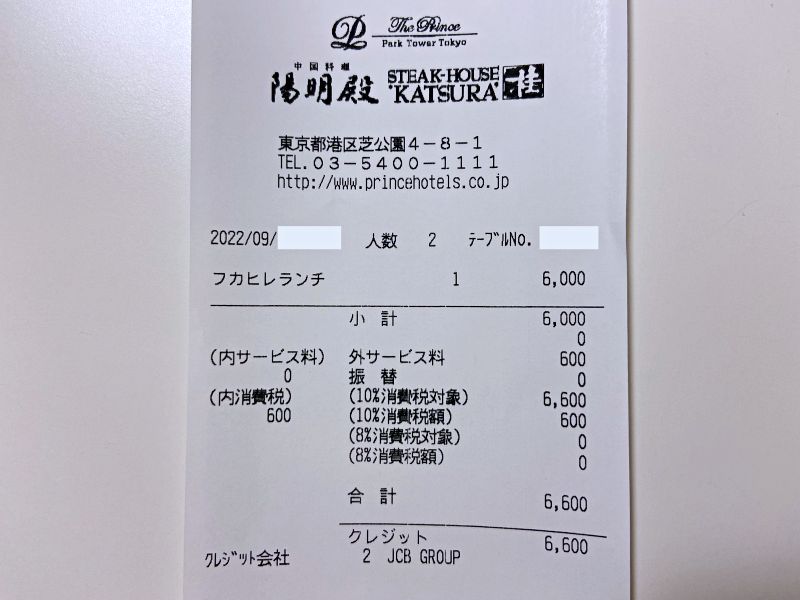 The Prince
Park Tower Tokyo
中国料理
陽明殿 STEAK-HOUSE "KATSURA" 桂
東京都港区芝公園4-8-1
TEL.03-5400-1111
http://www.princehotels.co.jp
2022/09/ 人数 2 ﾃｰﾌﾞﾙNo.
フカヒレランチ 1 6,000
小 計 6,000
0
(内サービス料) 外サービス料 600
0 振 替 0
(内消費税) (10%消費税対象) 6,600
600 (10%消費税額) 600
(8%消費税対象) 0
(8%消費税額) 0
合 計 6,600
クレジット 6,600
ｸﾚｼﾞｯﾄ会社 2 JCB GROUP